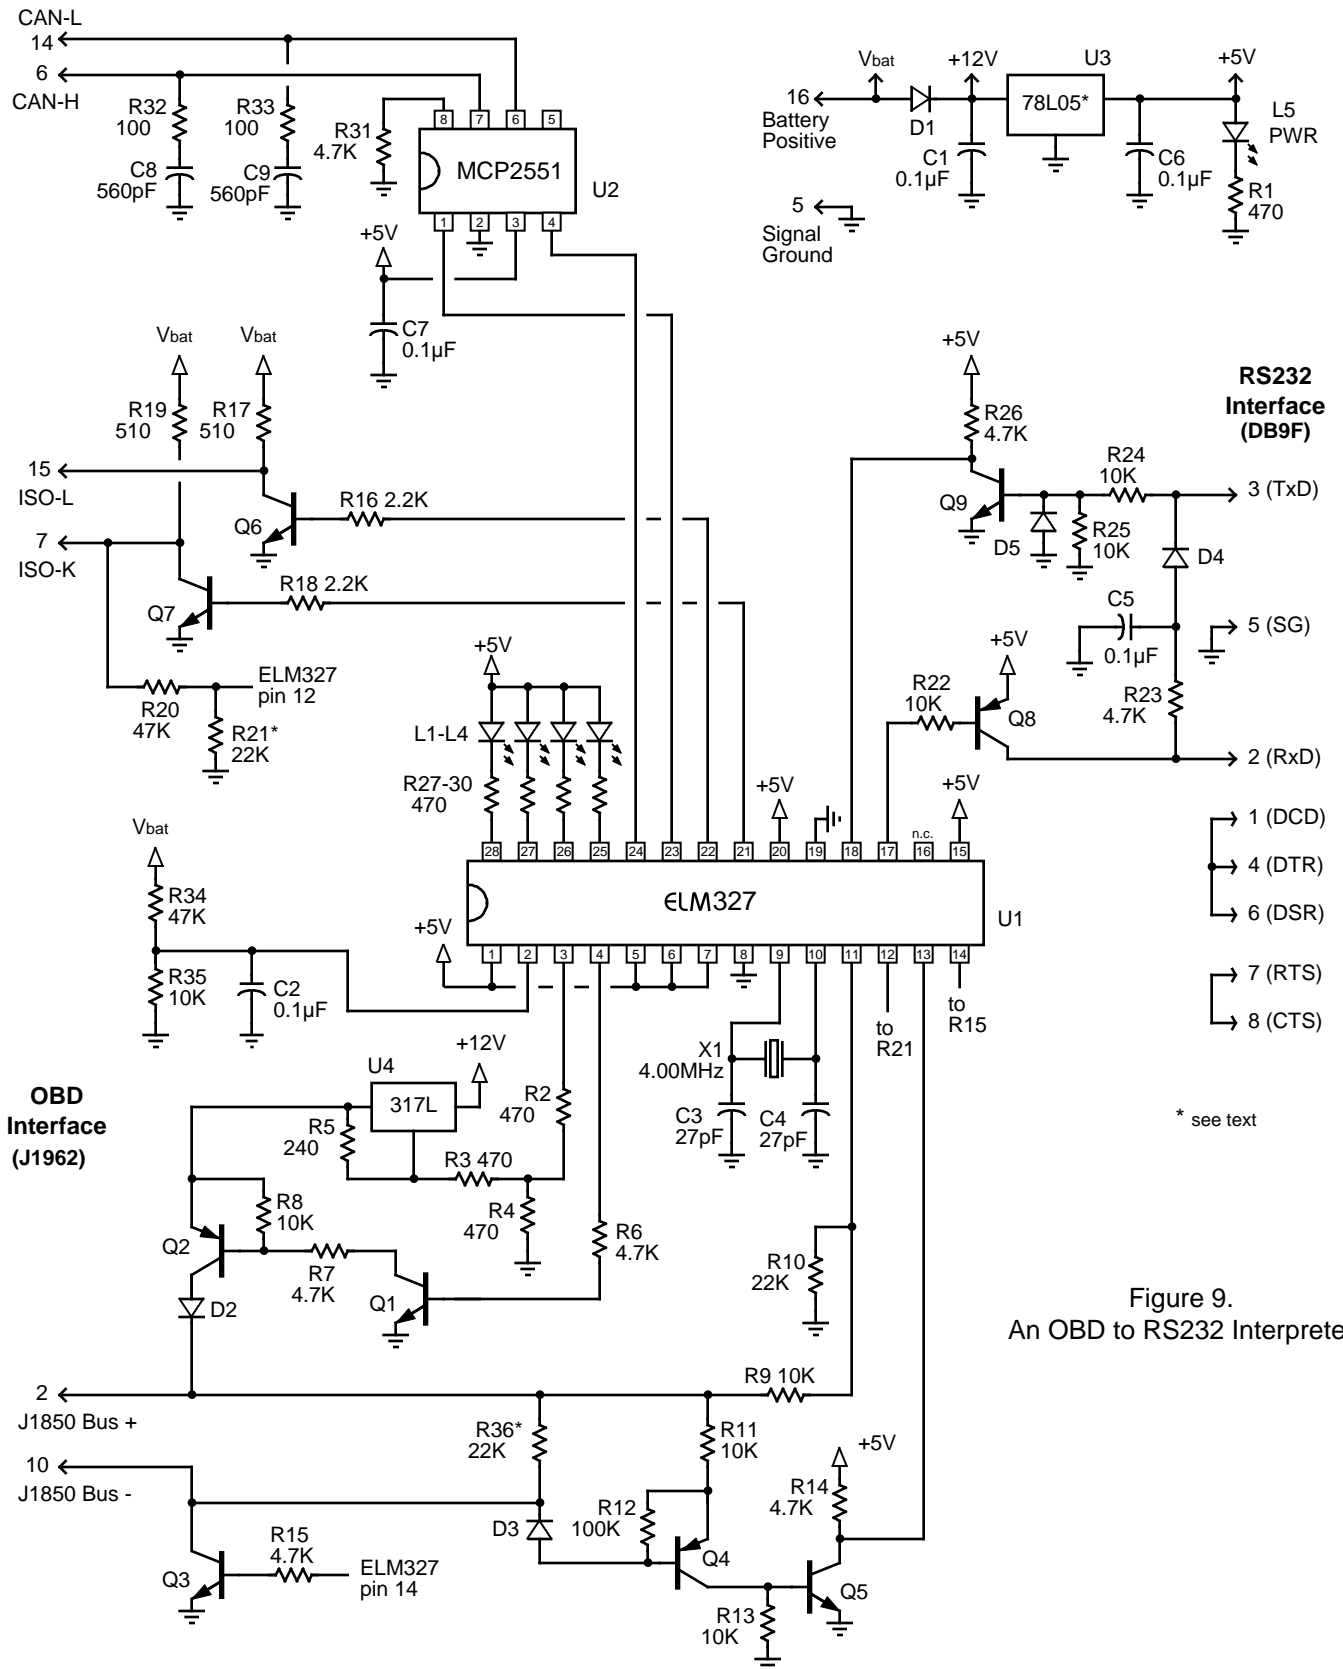 CAN-L
14
6
CAN-H
R32
100
R33
100
C8
560pF
C9
560pF
R31
4.7K
8 7 6 5
MCP2551
U2
1 2 3 4
+5V
C7
0.1µF
Vbat
+12V
U3
+5V
16
Battery
Positive
D1
78L05*
L5
PWR
C1
0.1µF
C6
0.1µF
R1
470
5
Signal
Ground
Vbat
Vbat
R19
510
R17
510
15
ISO-L
R16 2.2K
Q6
7
ISO-K
R18 2.2K
Q7
ELM327
pin 12
R20
47K
R21*
22K
+5V
L1-L4
R27-30
470
+5V
R26
4.7K
RS232
Interface
(DB9F)
R24
10K
3 (TxD)
Q9
D5
R25
10K
D4
C5
0.1µF
5 (SG)
+5V
R22
10K
Q8
R23
4.7K
2 (RxD)
+5V
+5V
n.c.
1 (DCD)
4 (DTR)
6 (DSR)
7 (RTS)
8 (CTS)
28 27 26 25 24 23 22 21 20 19 18 17 16 15
ELM327
U1
1 2 3 4 5 6 7 8 9 10 11 12 13 14
+5V
Vbat
R34
47K
R35
10K
C2
0.1µF
to
R21
to
R15
X1
4.00MHz
C3
27pF
C4
27pF
* see text
OBD
Interface
(J1962)
U4
+12V
317L
R5
240
R2
470
R3 470
R4
470
R8
10K
Q2
R7
4.7K
Q1
R6
4.7K
D2
R10
22K
Figure 9.
An OBD to RS232 Interprete
2
J1850 Bus +
R9 10K
R36*
22K
R11
10K
10
J1850 Bus -
+5V
R14
4.7K
D3
R12
100K
Q4
R15
4.7K
ELM327
pin 14
Q3
Q5
R13
10K